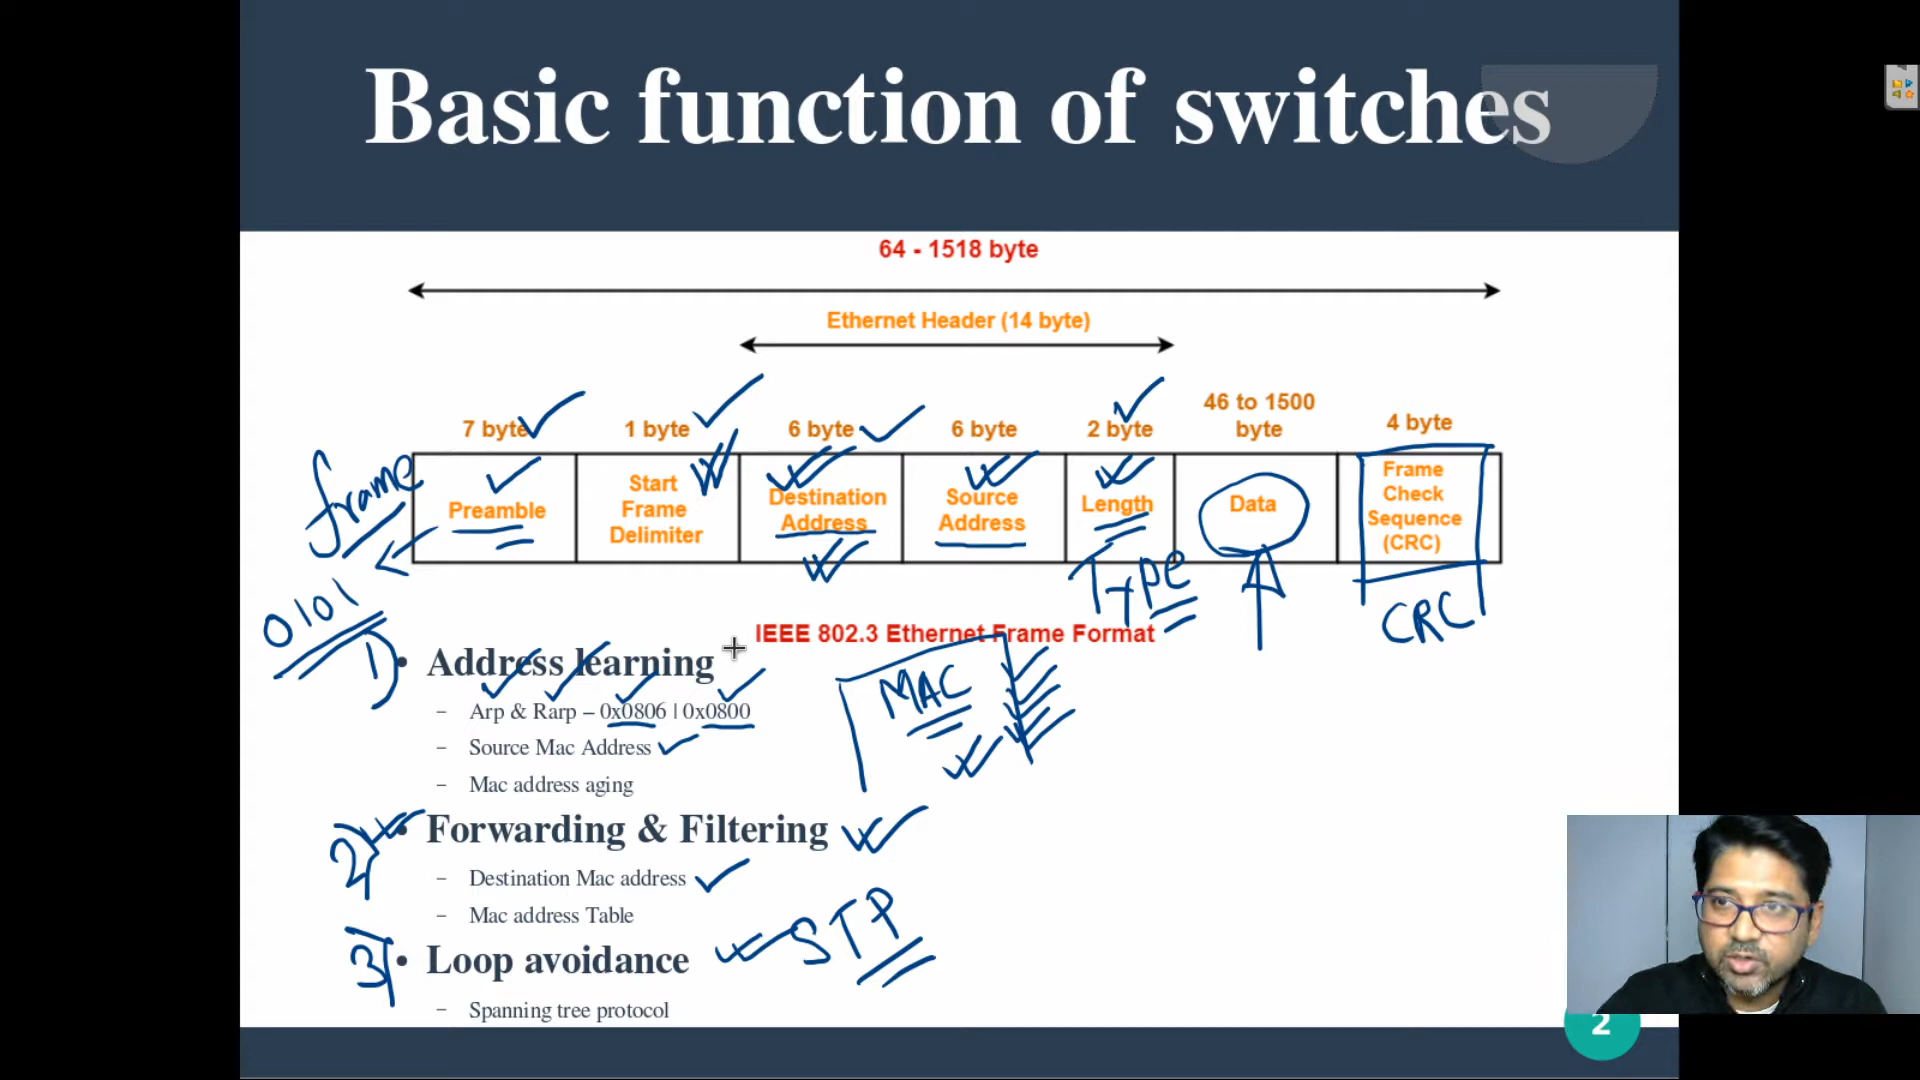 Basic function of switches
64 - 1518 byte
Ethernet Header (14 byte)
7 byte
1 byte
6 byte
6 byte
2 byte
46 to 1500
byte
4 byte
frame
Preamble
Start
Frame
Delimiter
Destination
Address
Source
Address
Length
Type
Data
Frame
Check
Sequence
(CRC)
CRC
0101
IEEE 802.3 Ethernet Frame Format
1) • Address learning
MAC
– Arp & Rarp – 0x0806 | 0x0800
– Source Mac Address
– Mac address aging
2) • Forwarding & Filtering
– Destination Mac address
– Mac address Table
3) • Loop avoidance
STP
– Spanning tree protocol
2